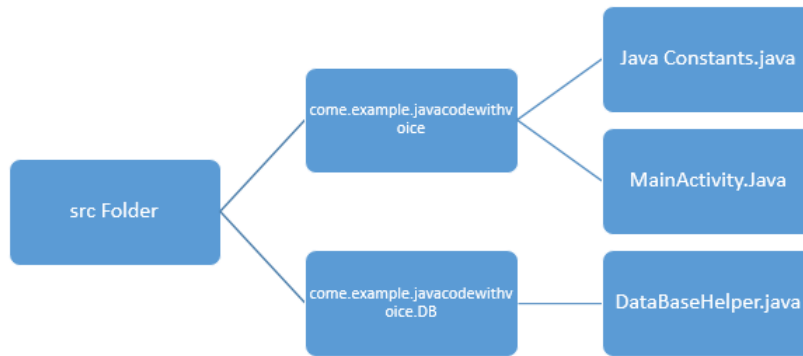 src Folder
come.example.javacodewithv
oice
come.example.javacodewithv
oice.DB
Java Constants.java
MainActivity.Java
DataBaseHelper.java